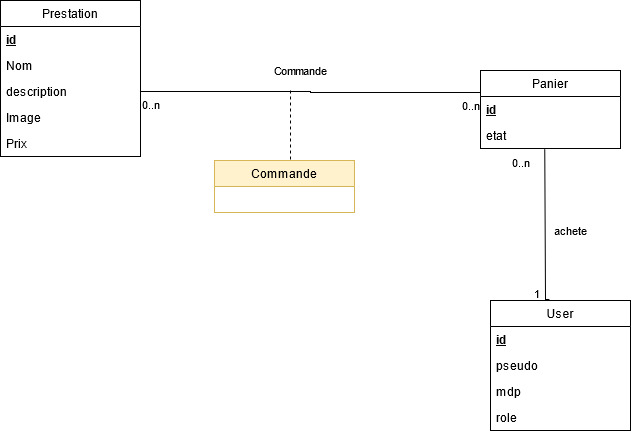 Prestation
id
Nom
description
Image
Prix
Commande
0..n
0..n
Commande
Panier
id
etat
0..n
achete
1
User
id
pseudo
mdp
role